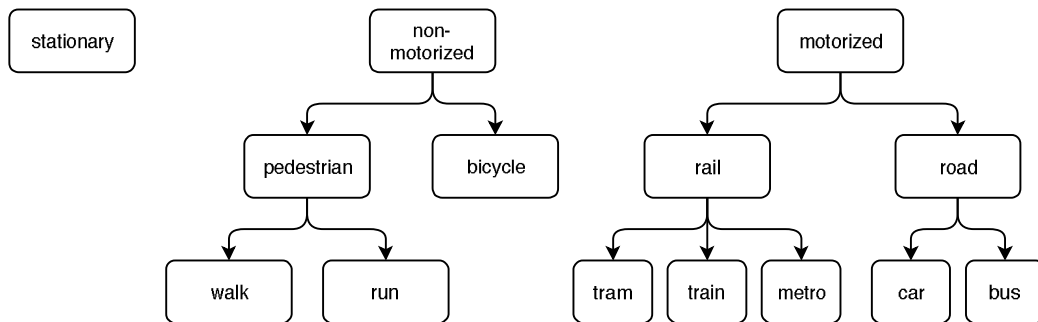 stationary
non-
motorized
motorized
pedestrian
bicycle
rail
road
walk
run
tram
train
metro
car
bus